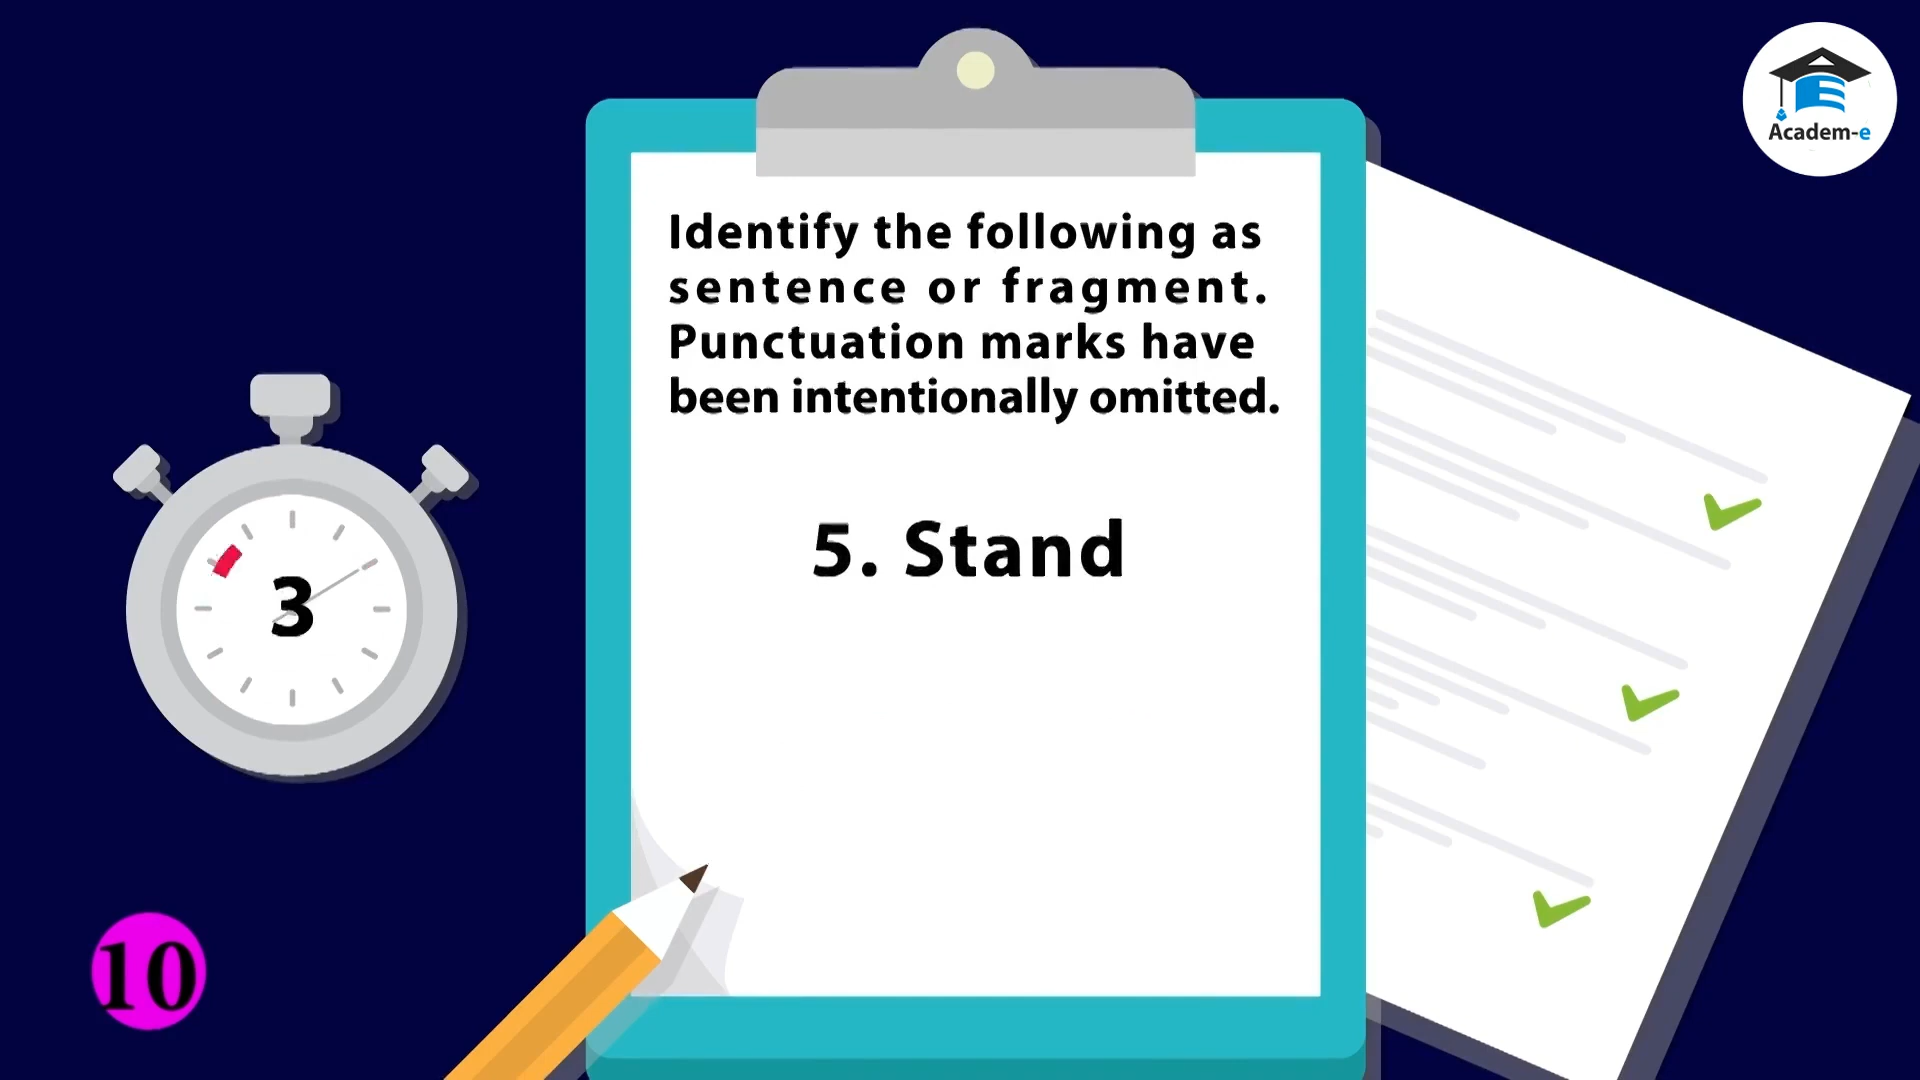 Academ-e
Identify the following as
sentence or fragment.
Punctuation marks have
been intentionally omitted.
5. Stand
3
10